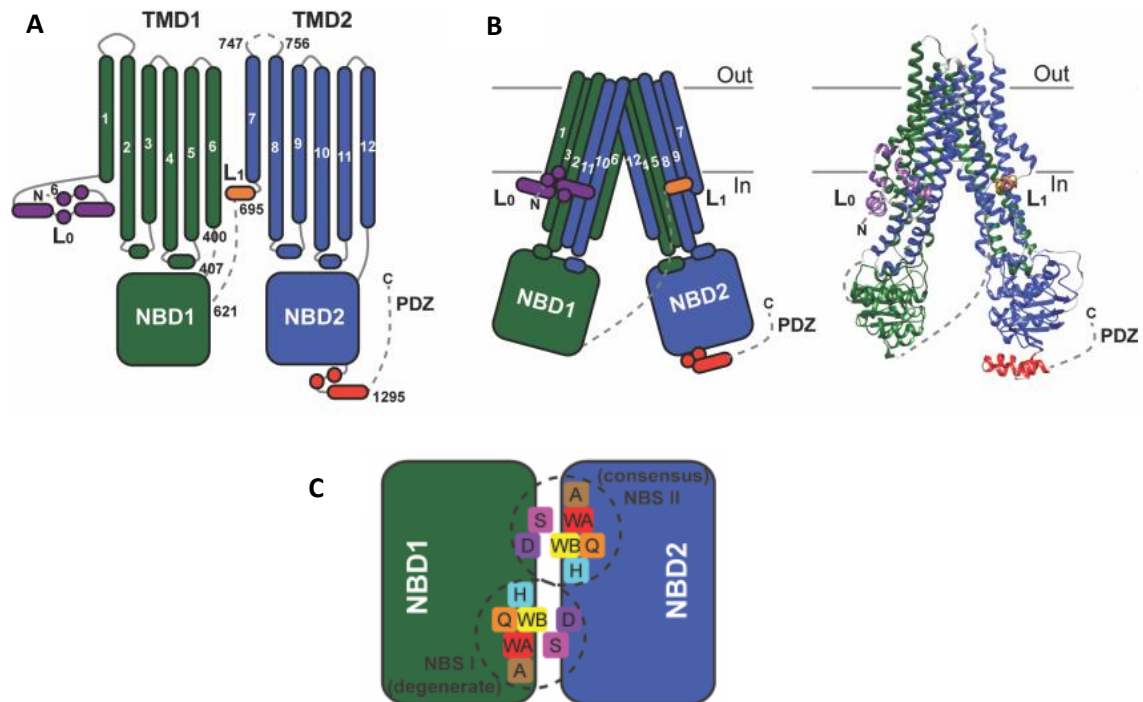 A
TMD1
TMD2
747
756
1
2
3
4
5
6
7
8
9
10
11
12
N
6
L0
L1
695
400
407
621
NBD1
NBD2
C
PDZ
1295
B
Out
In
1
3
2
11
10
6
12
4
5
8
9
7
L0
N
L1
NBD1
NBD2
C
PDZ
Out
In
L0
N
L1
C
PDZ
C
NBD1
NBD2
(consensus)
NBS II
A
S
WA
D
WB
Q
H
H
Q
WB
D
WA
S
A
NBS I
(degenerate)